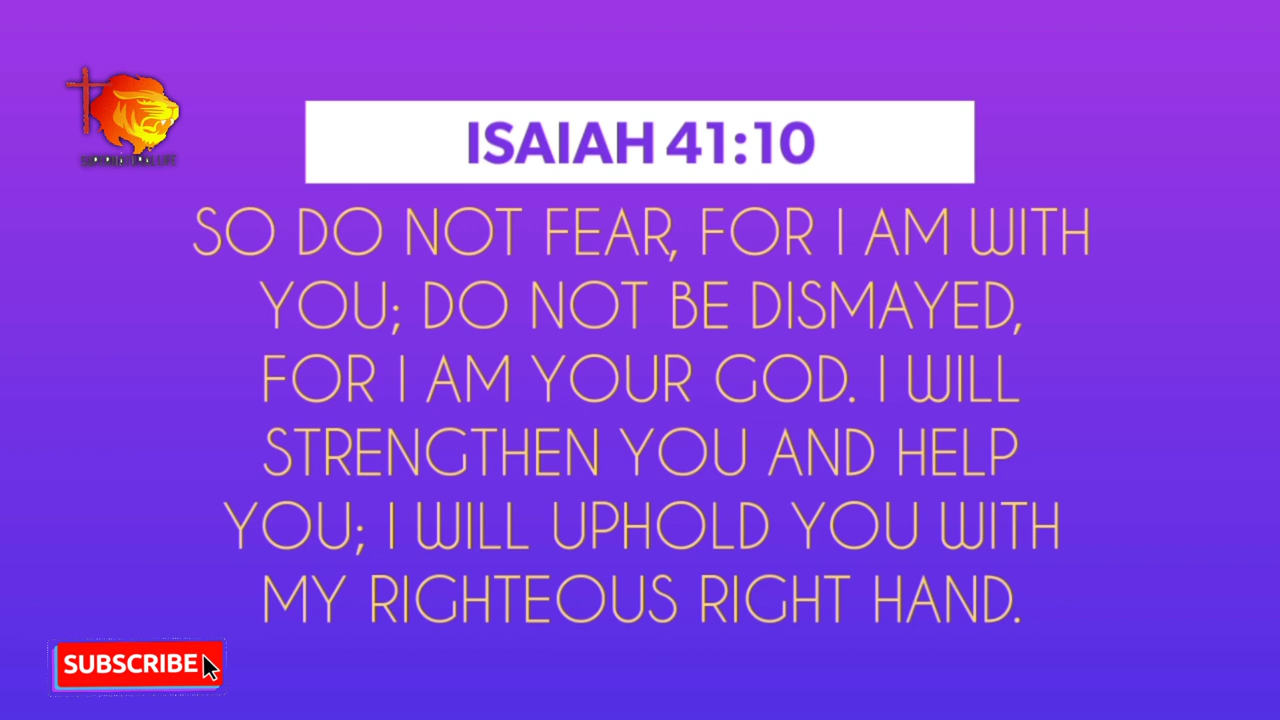 ISAIAH 41:10
SO DO NOT FEAR, FOR I AM WITH
YOU; DO NOT BE DISMAYED,
FOR I AM YOUR GOD. I WILL
STRENGTHEN YOU AND HELP
YOU; I WILL UPHOLD YOU WITH
MY RIGHTEOUS RIGHT HAND.
SUBSCRIBE